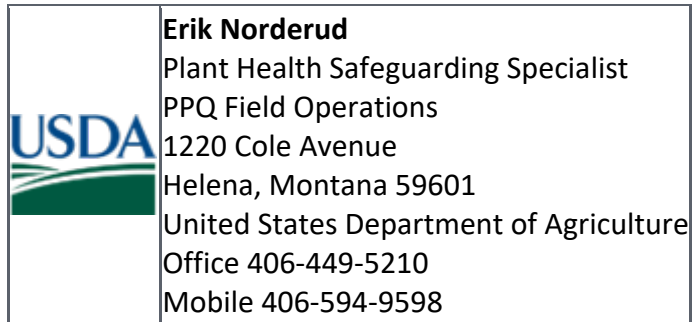 USDA
Erik Norderud
Plant Health Safeguarding Specialist
PPQ Field Operations
1220 Cole Avenue
Helena, Montana 59601
United States Department of Agriculture
Office 406-449-5210
Mobile 406-594-9598